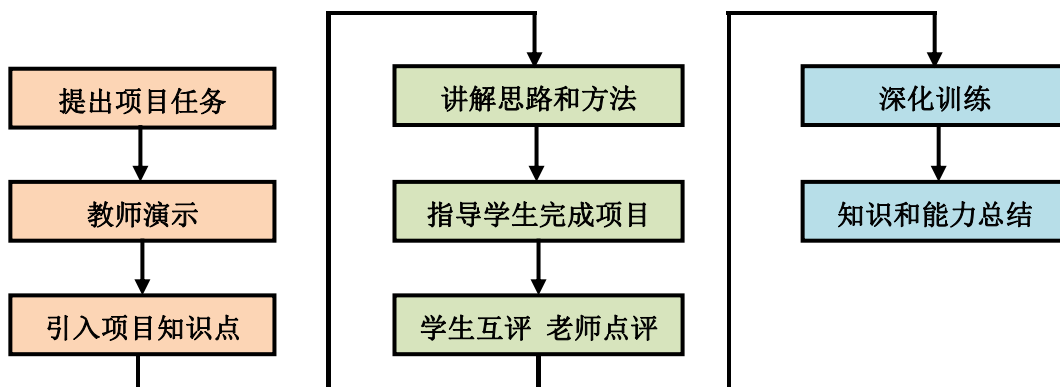 提出项目任务
教师演示
引入项目知识点
讲解思路和方法
指导学生完成项目
学生互评 老师点评
深化训练
知识和能力总结